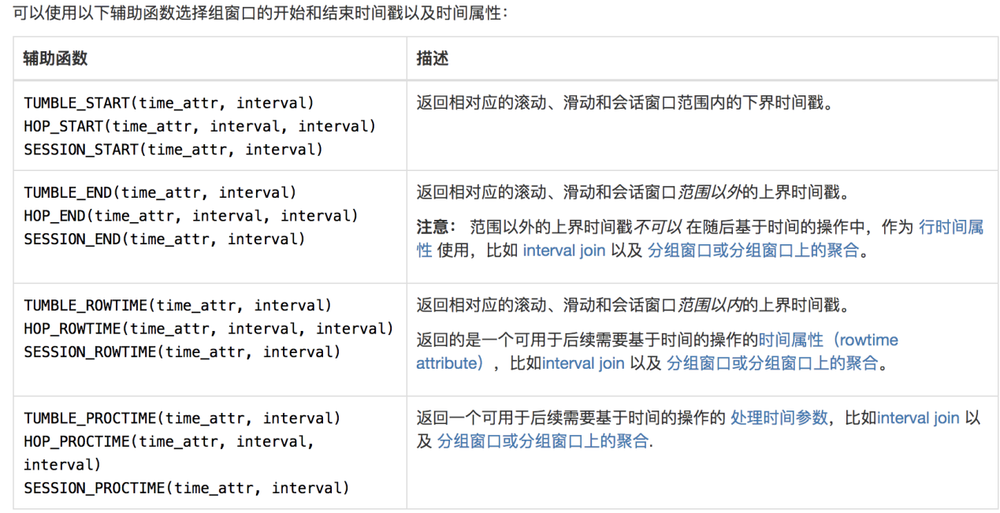 可以使用以下辅助函数选择组窗口的开始和结束时间戳以及时间属性：
辅助函数
描述
TUMBLE_START(time_attr, interval)
HOP_START(time_attr, interval, interval)
SESSION_START(time_attr, interval)
返回相对应的滚动、滑动和会话窗口范围内的下界时间戳。
TUMBLE_END(time_attr, interval)
HOP_END(time_attr, interval, interval)
SESSION_END(time_attr, interval)
返回相对应的滚动、滑动和会话窗口范围以外的上界时间戳。
注意： 范围以外的上界时间戳不可以 在随后基于时间的操作中，作为 行时间属
性 使用，比如 interval join 以及 分组窗口或分组窗口上的聚合。
TUMBLE_ROWTIME(time_attr, interval)
HOP_ROWTIME(time_attr, interval, interval)
SESSION_ROWTIME(time_attr, interval)
返回相对应的滚动、滑动和会话窗口范围以内的上界时间戳。
返回的是一个可用于后续需要基于时间的操作的时间属性（rowtime
attribute），比如interval join 以及 分组窗口或分组窗口上的聚合。
TUMBLE_PROCTIME(time_attr, interval)
HOP_PROCTIME(time_attr, interval,
interval)
SESSION_PROCTIME(time_attr, interval)
返回一个可用于后续需要基于时间的操作的 处理时间参数，比如interval join 以
及 分组窗口或分组窗口上的聚合.